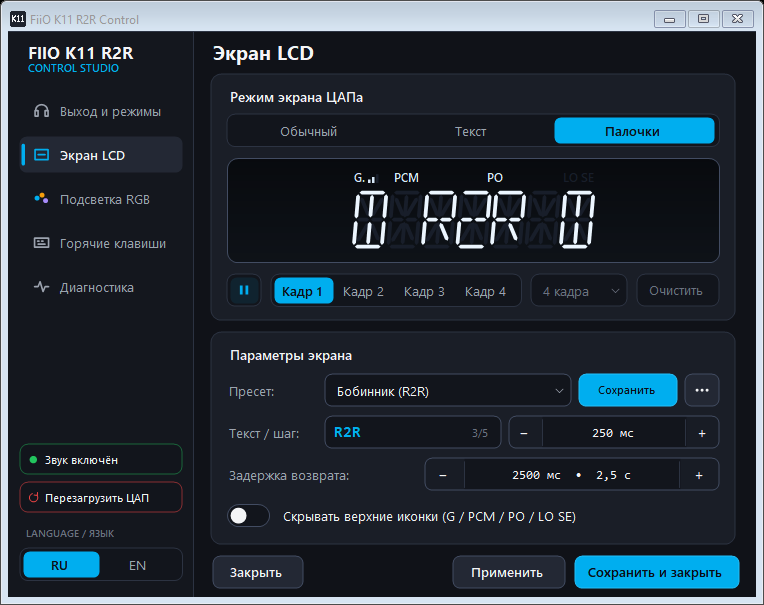 K11 FiiO K11 R2R Control
FIIO K11 R2R
CONTROL STUDIO
Выход и режимы
Экран LCD
Подсветка RGB
Горячие клавиши
Диагностика
Звук включён
Перезагрузить ЦАП
LANGUAGE / ЯЗЫК
RU EN
Экран LCD
Режим экрана ЦАПа
Обычный Текст Палочки
G. PCM PO LO SE
R2R
Кадр 1 Кадр 2 Кадр 3 Кадр 4 4 кадра Очистить
Параметры экрана
Пресет: Бобинник (R2R) Сохранить •••
Текст / шаг: R2R 3/5 − 250 мс +
Задержка возврата: − 2500 мс • 2,5 с +
Скрывать верхние иконки (G / PCM / PO / LO SE)
Закрыть Применить Сохранить и закрыть